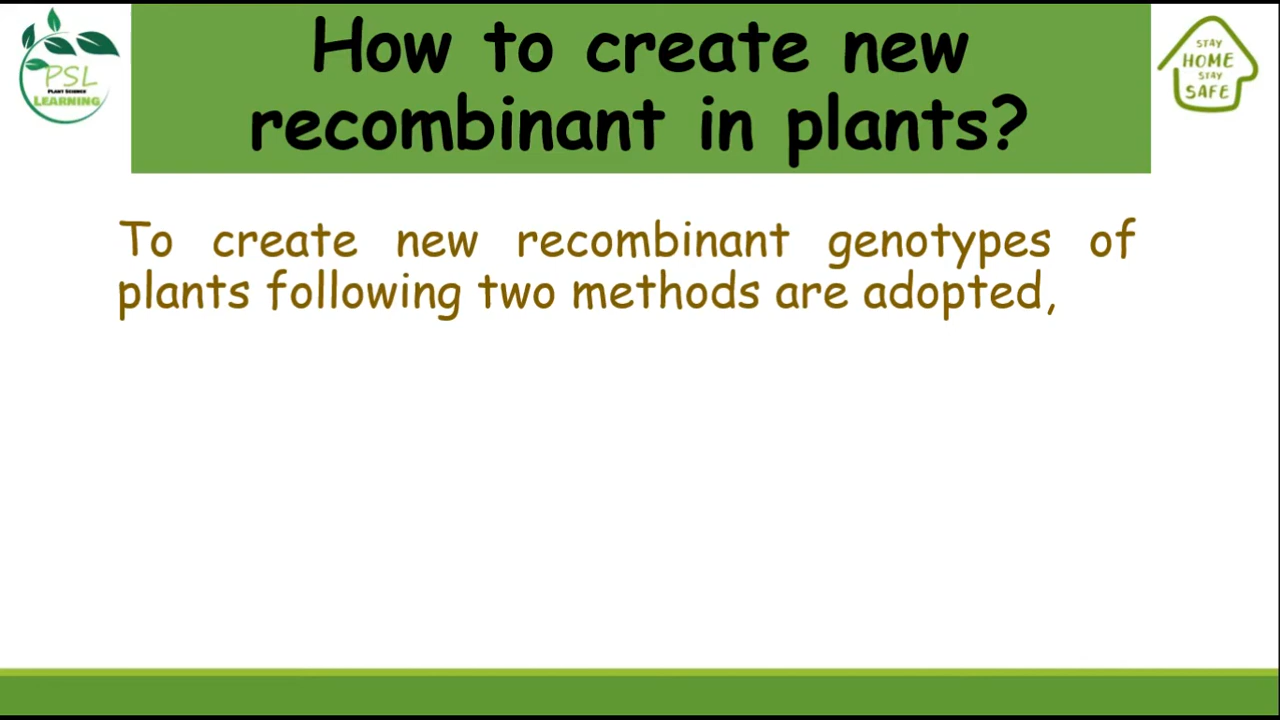 How to create new
recombinant in plants?
PSL
PLANT SCIENCE
LEARNING
STAY
HOME
STAY
SAFE
To create new recombinant genotypes of
plants following two methods are adopted,